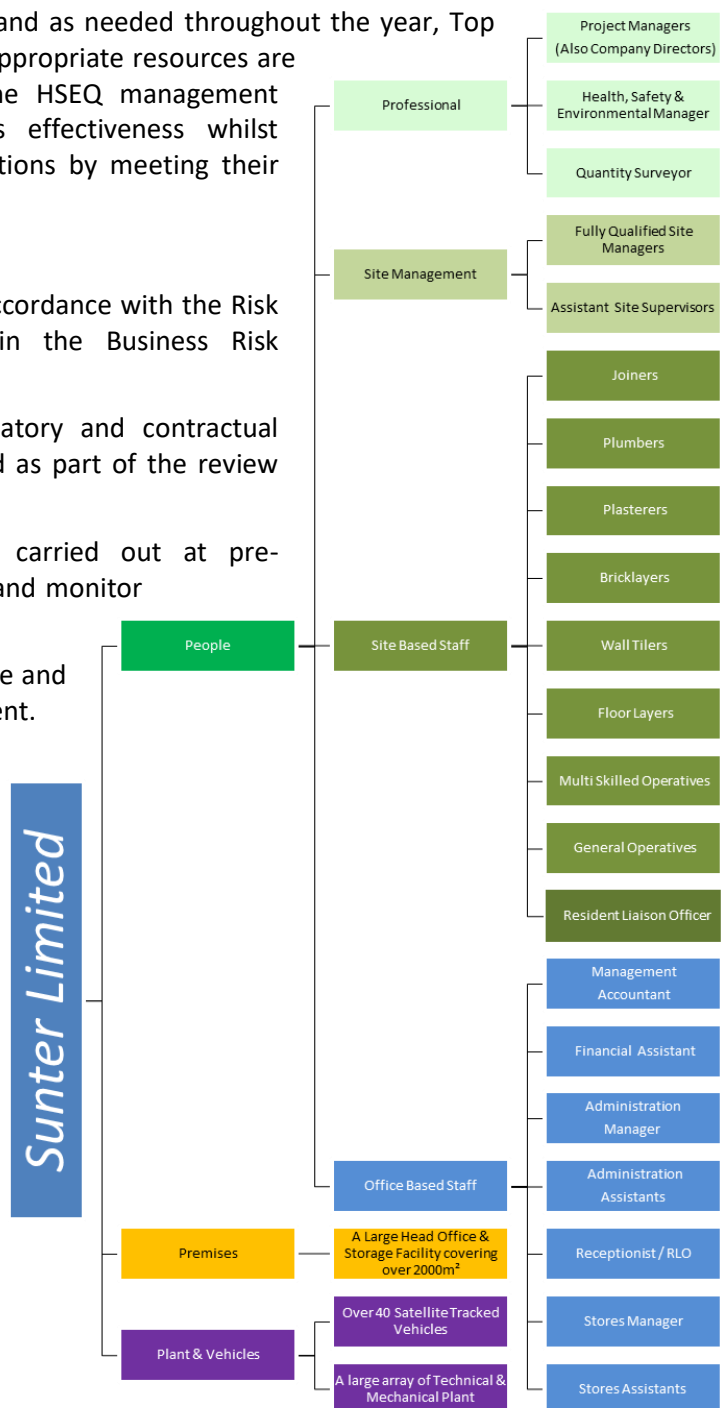 and as needed throughout the year, Top
ppropriate resources are
ne HSEQ management
s effectiveness whilst
tions by meeting their
ccordance with the Risk
in the Business Risk
atory and contractual
d as part of the review
carried out at pre-
and monitor
e and
ent.
Sunter Limited
People
Professional
Project Managers
(Also Company Directors)
Health, Safety &
Environmental Manager
Quantity Surveyor
Site Management
Fully Qualified Site
Managers
Assistant Site Supervisors
Site Based Staff
Joiners
Plumbers
Plasterers
Bricklayers
Wall Tilers
Floor Layers
Multi Skilled Operatives
General Operatives
Resident Liaison Officer
Office Based Staff
Management
Accountant
Financial Assistant
Administration
Manager
Administration
Assistants
Receptionist / RLO
Stores Manager
Stores Assistants
Premises
A Large Head Office &
Storage Facility covering
over 2000m²
Plant & Vehicles
Over 40 Satellite Tracked
Vehicles
A large array of Technical &
Mechanical Plant